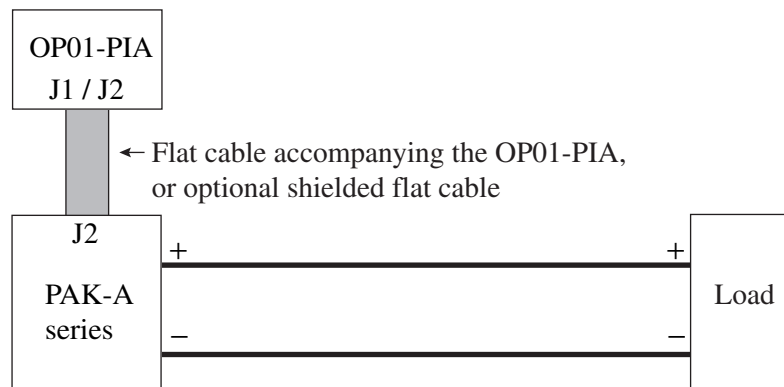 OP01-PIA
J1 / J2
Flat cable accompanying the OP01-PIA,
or optional shielded flat cable
J2
+ +
PAK-A
series
Load
− −